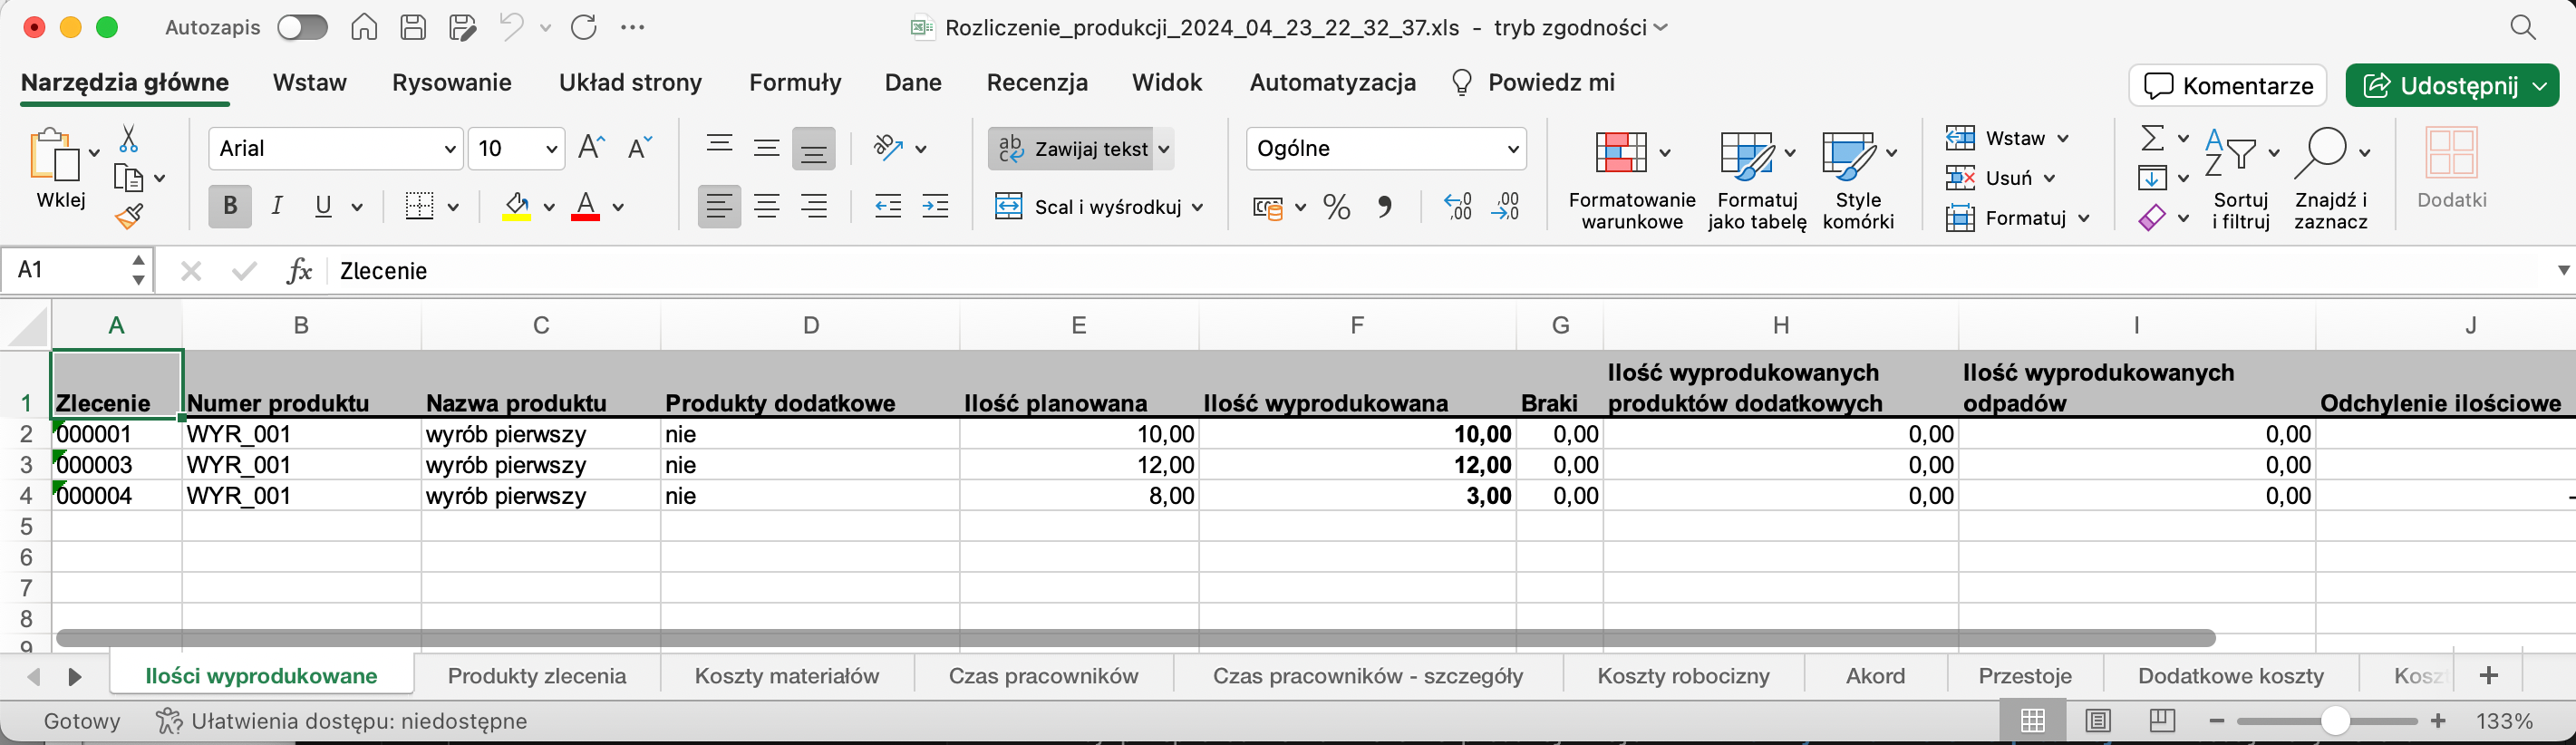 Autozapis
Rozliczenie_produkcji_2024_04_23_22_32_37.xls - tryb zgodności
Narzędzia główne Wstaw Rysowanie Układ strony Formuły Dane Recenzja Widok Automatyzacja Powiedz mi Komentarze Udostępnij
Wklej
Arial 10
Zawijaj tekst
Scal i wyśrodkuj
Ogólne
Formatowanie warunkowe
Formatuj jako tabelę
Style komórki
Wstaw
Usuń
Formatuj
Sortuj i filtruj
Znajdź i zaznacz
Dodatki
A1 fx Zlecenie
A B C D E F G H I J
1 Zlecenie Numer produktu Nazwa produktu Produkty dodatkowe Ilość planowana Ilość wyprodukowana Braki Ilość wyprodukowanych produktów dodatkowych Ilość wyprodukowanych odpadów Odchylenie ilościowe
2 000001 WYR_001 wyrób pierwszy nie 10,00 10,00 0,00 0,00 0,00
3 000003 WYR_001 wyrób pierwszy nie 12,00 12,00 0,00 0,00 0,00
4 000004 WYR_001 wyrób pierwszy nie 8,00 3,00 0,00 0,00 0,00 -
5
6
7
8
9
Ilości wyprodukowane Produkty zlecenia Koszty materiałów Czas pracowników Czas pracowników - szczegóły Koszty robocizny Akord Przestoje Dodatkowe koszty
Gotowy Ułatwienia dostępu: niedostępne 133%